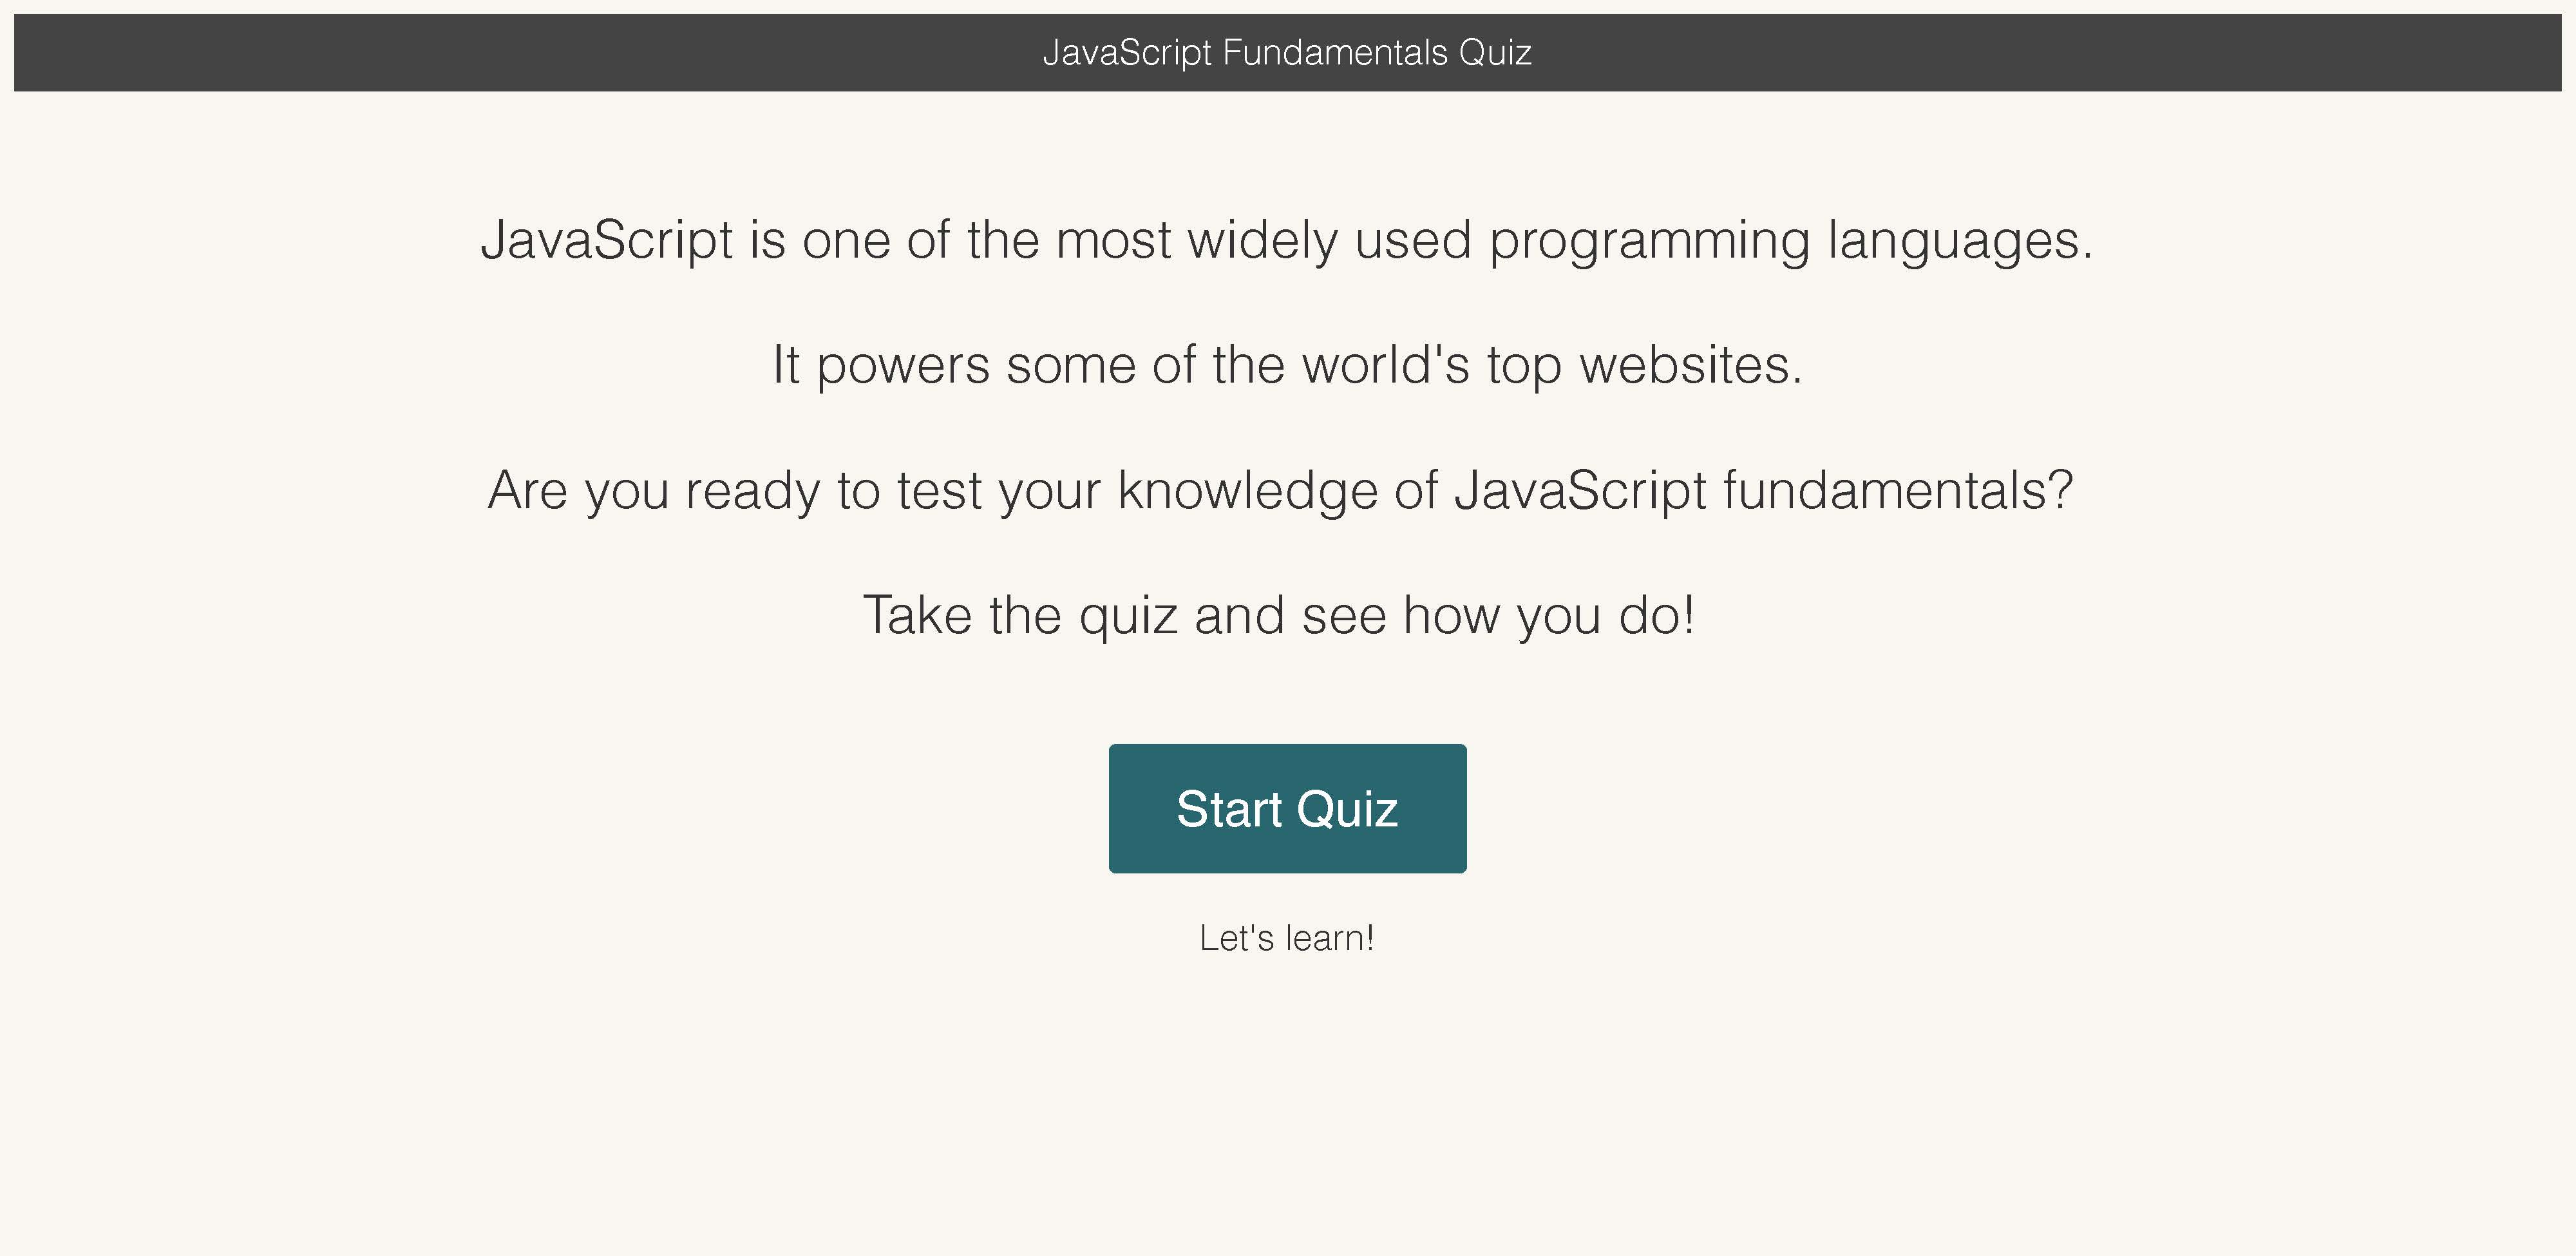 JavaScript Fundamentals Quiz
JavaScript is one of the most widely used programming languages.
It powers some of the world's top websites.
Are you ready to test your knowledge of JavaScript fundamentals?
Take the quiz and see how you do!
Start Quiz
Let's learn!